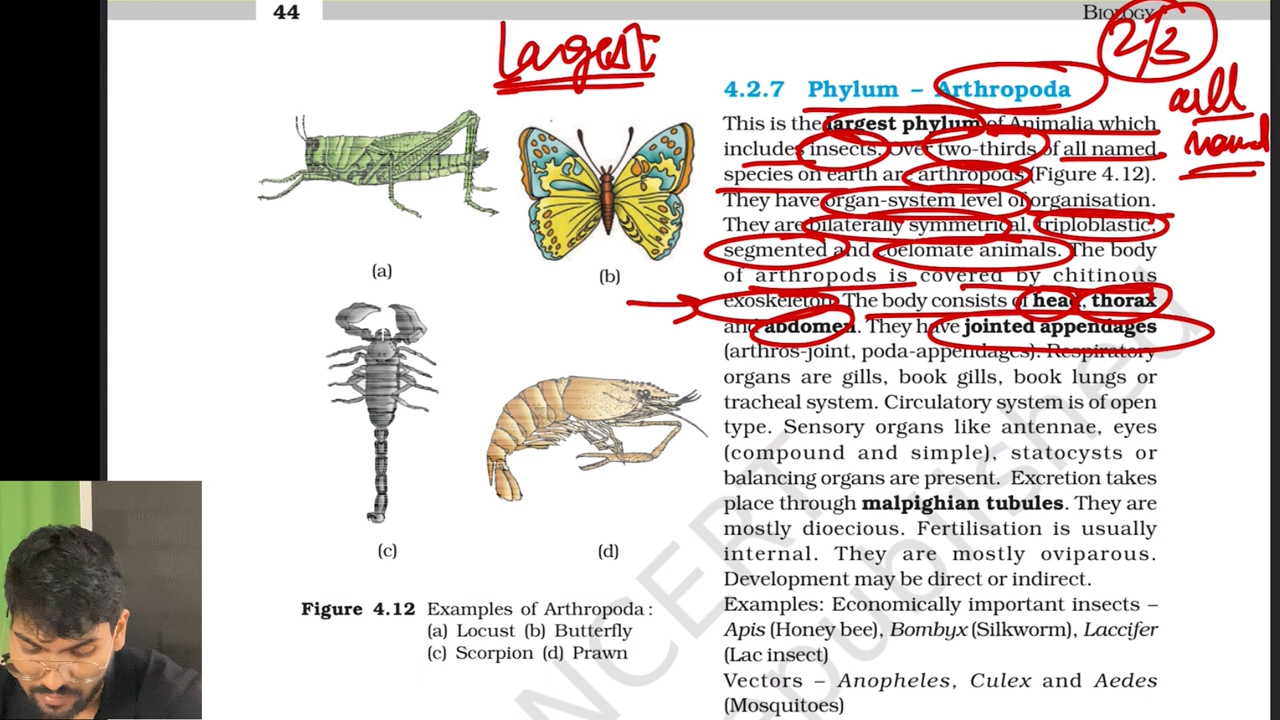 44
BIOLOGY
2/3
Largest
all
named
4.2.7 Phylum – Arthropoda
This is the largest phylum of Animalia which
includes insects. Over two-thirds of all named
species on earth are arthropods (Figure 4.12).
They have organ-system level of organisation.
They are bilaterally symmetrical, triploblastic,
segmented and coelomate animals. The body
of arthropods is covered by chitinous
exoskeleton. The body consists of head, thorax
and abdomen. They have jointed appendages
(arthros-joint, poda-appendages). Respiratory
organs are gills, book gills, book lungs or
tracheal system. Circulatory system is of open
type. Sensory organs like antennae, eyes
(compound and simple), statocysts or
balancing organs are present. Excretion takes
place through malpighian tubules. They are
mostly dioecious. Fertilisation is usually
internal. They are mostly oviparous.
Development may be direct or indirect.
Examples: Economically important insects –
Apis (Honey bee), Bombyx (Silkworm), Laccifer
(Lac insect)
Vectors – Anopheles, Culex and Aedes
(Mosquitoes)
(a)
(b)
(c)
(d)
Figure 4.12 Examples of Arthropoda :
(a) Locust (b) Butterfly
(c) Scorpion (d) Prawn
NCERT
republished